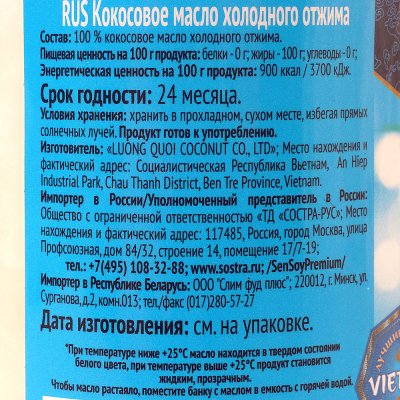 RUS Кокосовое масло холодного отжима
Состав: 100 % кокосовое масло холодного отжима.
Пищевая ценность на 100 г продукта: белки - 0 г; жиры - 100 г; углеводы - 0 г;
Энергетическая ценность на 100 г продукта: 900 ккал / 3700 кДж.
Срок годности: 24 месяца.
Условия хранения: хранить в прохладном, сухом месте, избегая прямых
солнечных лучей. Продукт готов к употреблению.
Изготовитель: «LUONG QUOI COCONUT CO., LTD»; Место нахождения и
фактический адрес: Социалистическая Республика Вьетнам, An Hiep
Industrial Park, Chau Thanh District, Ben Tre Province, Vietnam.
Импортер в России/Уполномоченный представитель в России:
Общество с ограниченной ответственностью «ТД «СОСТРА-РУС»; Место
нахождения и фактический адрес: 117485, Россия, город Москва, улица
Профсоюзная, дом 84/32, строение 14, помещение 17/7-19;
тел.: +7(495) 108-32-88; www.sostra.ru, /SenSoyPremium/
Импортер в Республике Беларусь: ООО "Слим фуд плюс"; 220012, г. Минск, ул.
Сурганова, д.2, комн.013; тел./факс (017)280-57-27
Дата изготовления: см. на упаковке.
*При температуре ниже +25°С масло находится в твердом состоянии
белого цвета, при температуре выше +25°С продукт становится
жидким, прозрачным.
Чтобы масло растаяло, поместите банку с маслом в емкость с горячей водой.
VIET